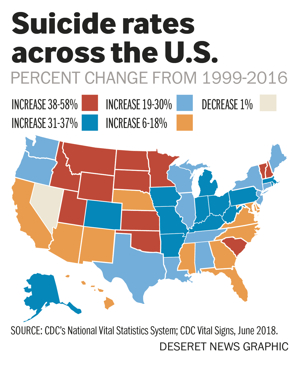 Suicide rates
across the U.S.
PERCENT CHANGE FROM 1999-2016
INCREASE 38-58% INCREASE 19-30% DECREASE 1%
INCREASE 31-37% INCREASE 6-18%
SOURCE: CDC's National Vital Statistics System; CDC Vital Signs, June 2018.
DESERET NEWS GRAPHIC